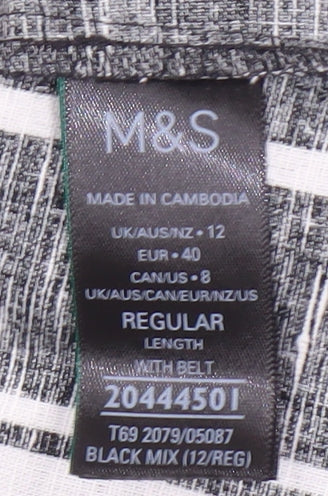 M&S
MADE IN CAMBODIA
UK/AUS/NZ • 12
EUR • 40
CAN/US • 8
UK/AUS/CAN/EUR/NZ/US
REGULAR
LENGTH
WITH BELT
20444501
T69 2079/05087
BLACK MIX (12/REG)